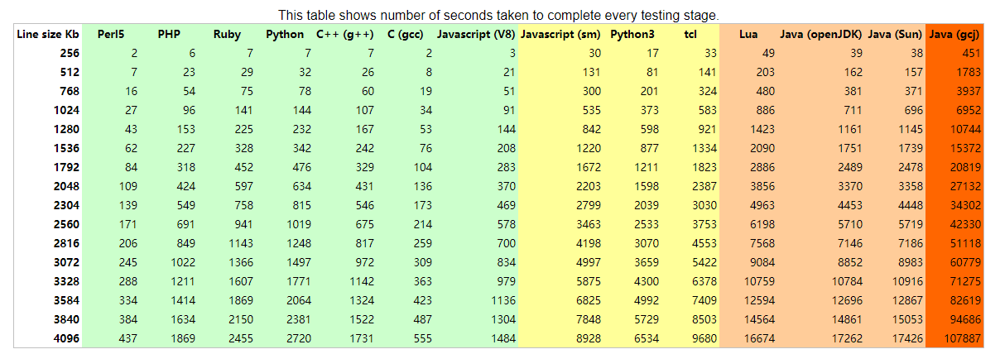 This table shows number of seconds taken to complete every testing stage.
Line size Kb Perl5 PHP Ruby Python C++ (g++) C (gcc) Javascript (V8) Javascript (sm) Python3 tcl Lua Java (openJDK) Java (Sun) Java (gcj)
256 2 6 7 7 7 2 3 30 17 33 49 39 38 451
512 7 23 29 32 26 8 21 131 81 141 203 162 157 1783
768 16 54 75 78 60 19 51 300 201 324 480 381 371 3937
1024 27 96 141 144 107 34 91 535 373 583 886 711 696 6952
1280 43 153 225 232 167 53 144 842 598 921 1423 1161 1145 10744
1536 62 227 328 342 242 76 208 1220 877 1334 2090 1751 1739 15372
1792 84 318 452 476 329 104 283 1672 1211 1823 2886 2489 2478 20819
2048 109 424 597 634 431 136 370 2203 1598 2387 3856 3370 3358 27132
2304 139 549 758 815 546 173 469 2799 2039 3030 4963 4453 4448 34302
2560 171 691 941 1019 675 214 578 3463 2533 3753 6198 5710 5719 42330
2816 206 849 1143 1248 817 259 700 4198 3070 4553 7568 7146 7186 51118
3072 245 1022 1366 1497 972 309 834 4997 3659 5422 9084 8852 8983 60779
3328 288 1211 1607 1771 1142 363 979 5875 4300 6378 10759 10784 10916 71275
3584 334 1414 1869 2064 1324 423 1136 6825 4992 7409 12594 12696 12867 82619
3840 384 1634 2150 2381 1522 487 1304 7848 5729 8503 14564 14861 15053 94686
4096 437 1869 2455 2720 1731 555 1484 8928 6534 9680 16674 17262 17426 107887